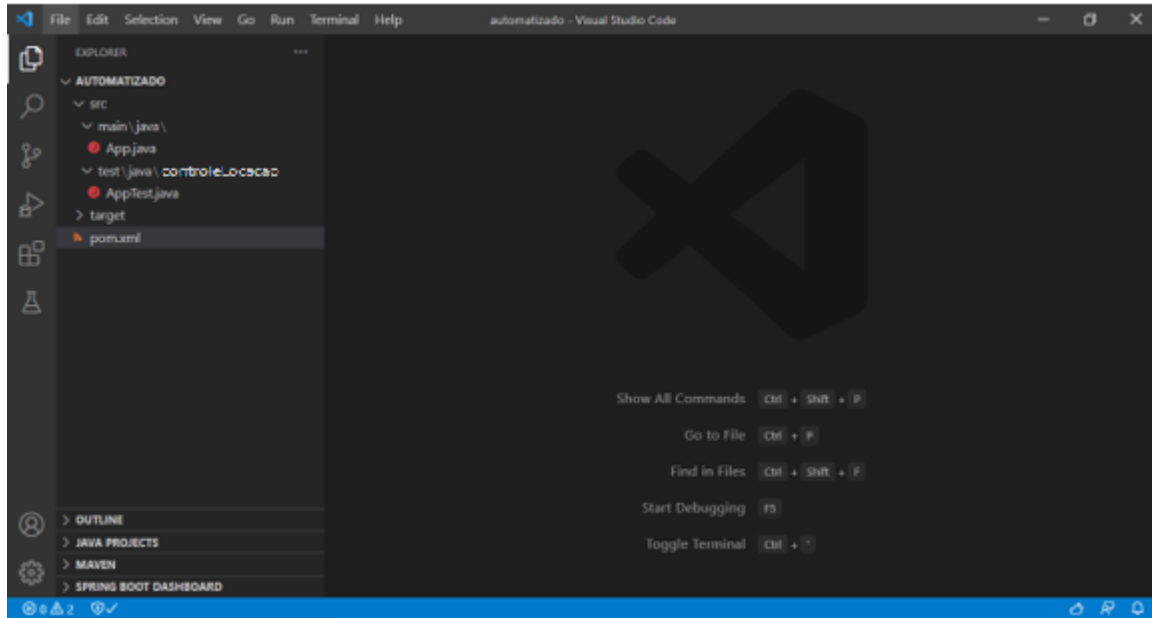 File Edit Selection View Go Run Terminal Help
automatizado - Visual Studio Code
EXPLORER
AUTOMATIZADO
src
main\java\
App.java
test\java\controleLocacao
AppTest.java
target
pom.xml
Show All Commands Ctrl + Shift + P
Go to File Ctrl + P
Find in Files Ctrl + Shift + F
Start Debugging F5
Toggle Terminal Ctrl + '
OUTLINE
JAVA PROJECTS
MAVEN
SPRING BOOT DASHBOARD
0 2